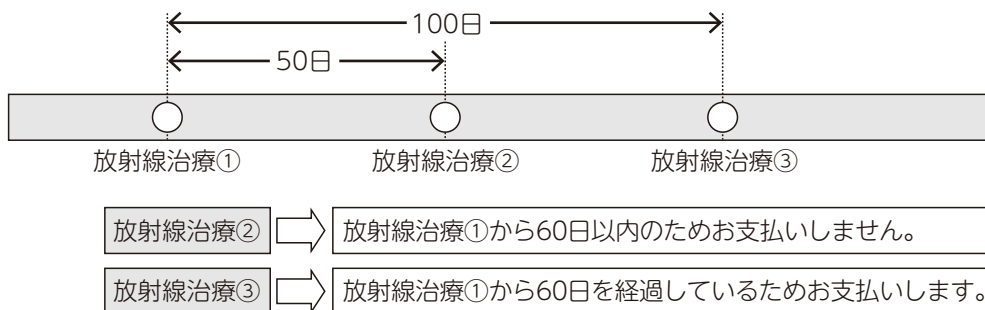 100日
50日
放射線治療① 放射線治療② 放射線治療③
放射線治療② 放射線治療①から60日以内のためお支払いしません。
放射線治療③ 放射線治療①から60日を経過しているためお支払いします。